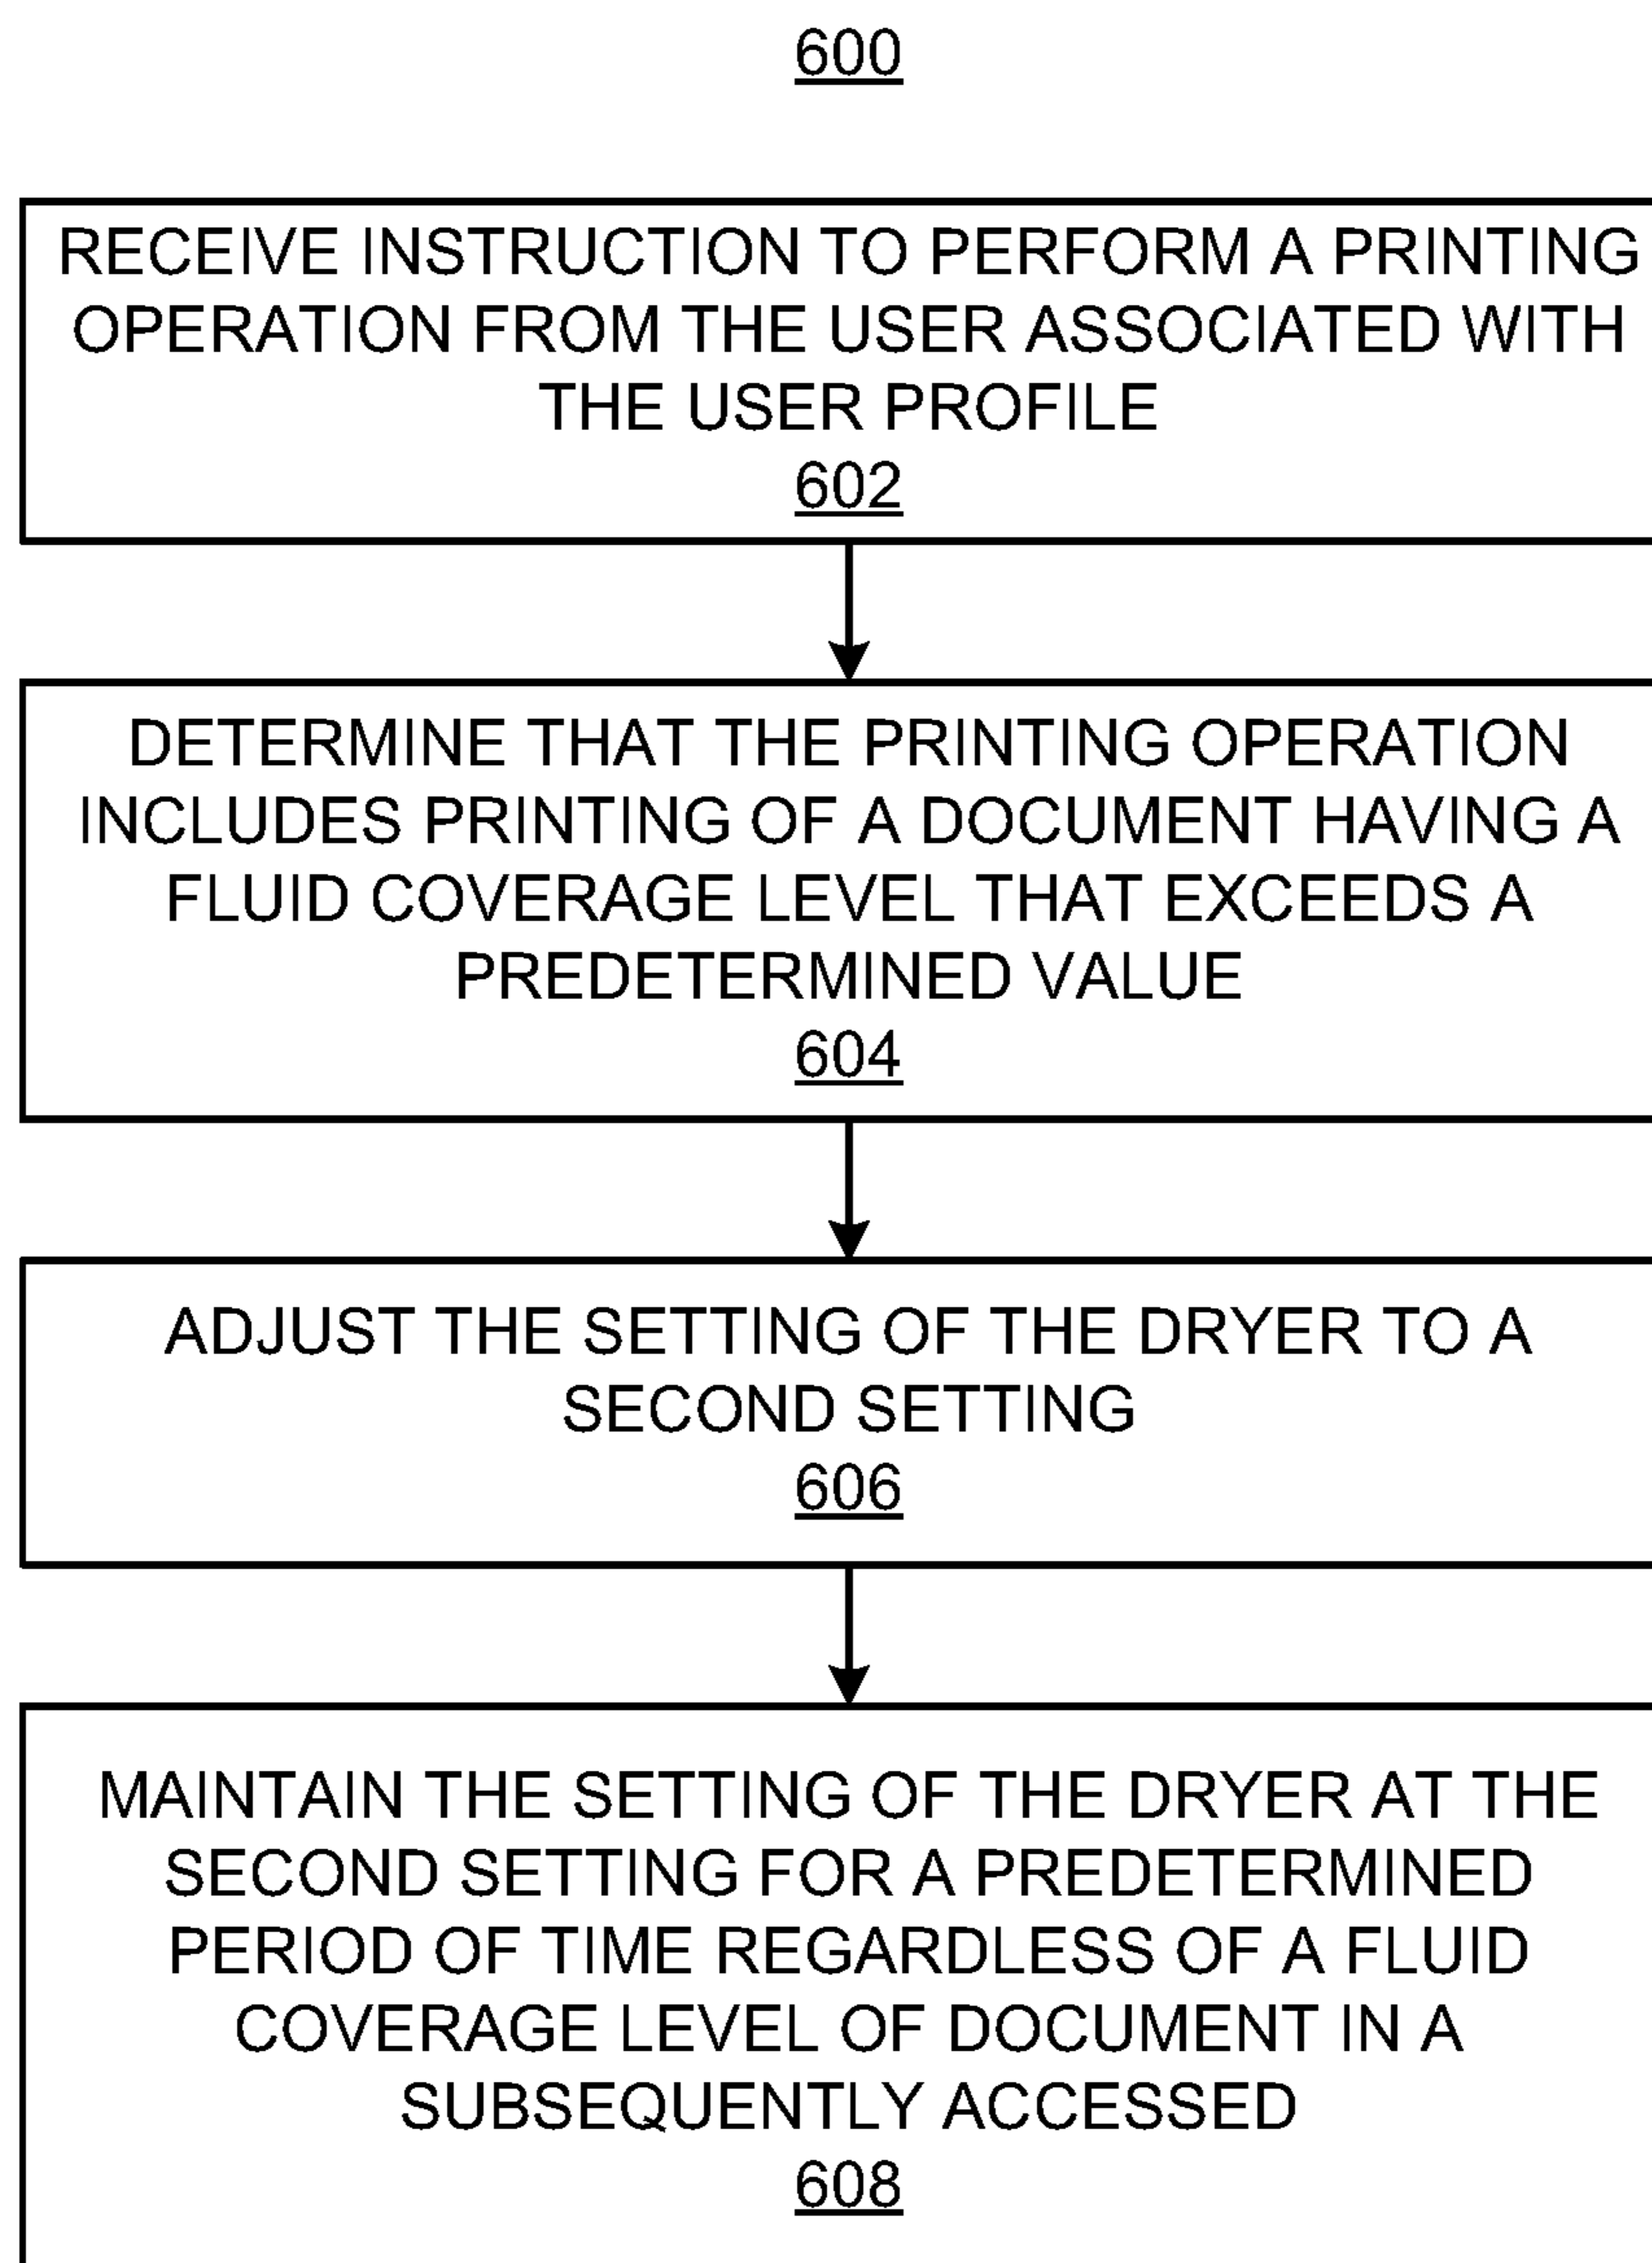 600
RECEIVE INSTRUCTION TO PERFORM A PRINTING
OPERATION FROM THE USER ASSOCIATED WITH
THE USER PROFILE
602
DETERMINE THAT THE PRINTING OPERATION
INCLUDES PRINTING OF A DOCUMENT HAVING A
FLUID COVERAGE LEVEL THAT EXCEEDS A
PREDETERMINED VALUE
604
ADJUST THE SETTING OF THE DRYER TO A
SECOND SETTING
606
MAINTAIN THE SETTING OF THE DRYER AT THE
SECOND SETTING FOR A PREDETERMINED
PERIOD OF TIME REGARDLESS OF A FLUID
COVERAGE LEVEL OF DOCUMENT IN A
SUBSEQUENTLY ACCESSED
608